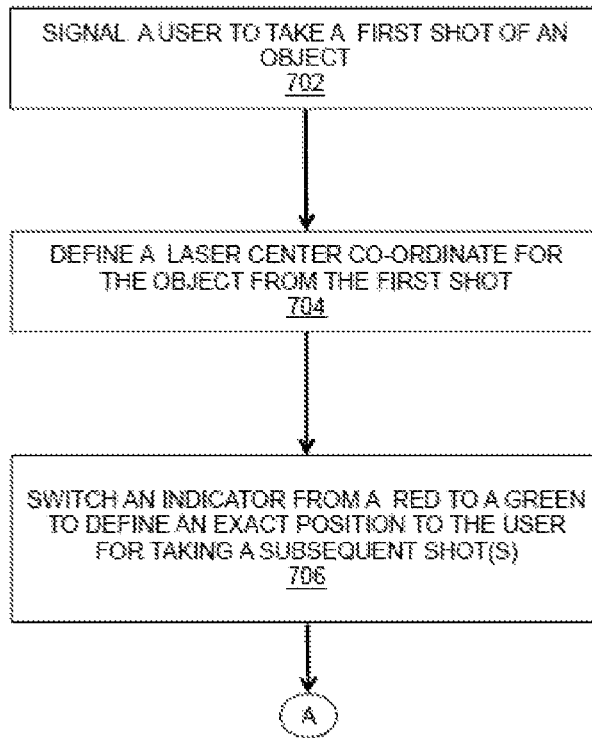 SIGNAL A USER TO TAKE A FIRST SHOT OF AN
OBJECT
702
DEFINE A LASER CENTER CO-ORDINATE FOR
THE OBJECT FROM THE FIRST SHOT
704
SWITCH AN INDICATOR FROM A RED TO A GREEN
TO DEFINE AN EXACT POSITION TO THE USER
FOR TAKING A SUBSEQUENT SHOT(S)
706
A